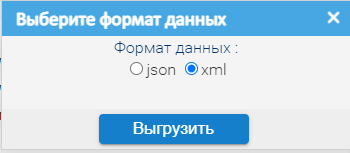 Выберите формат данных
Формат данных :
json xml
Выгрузить